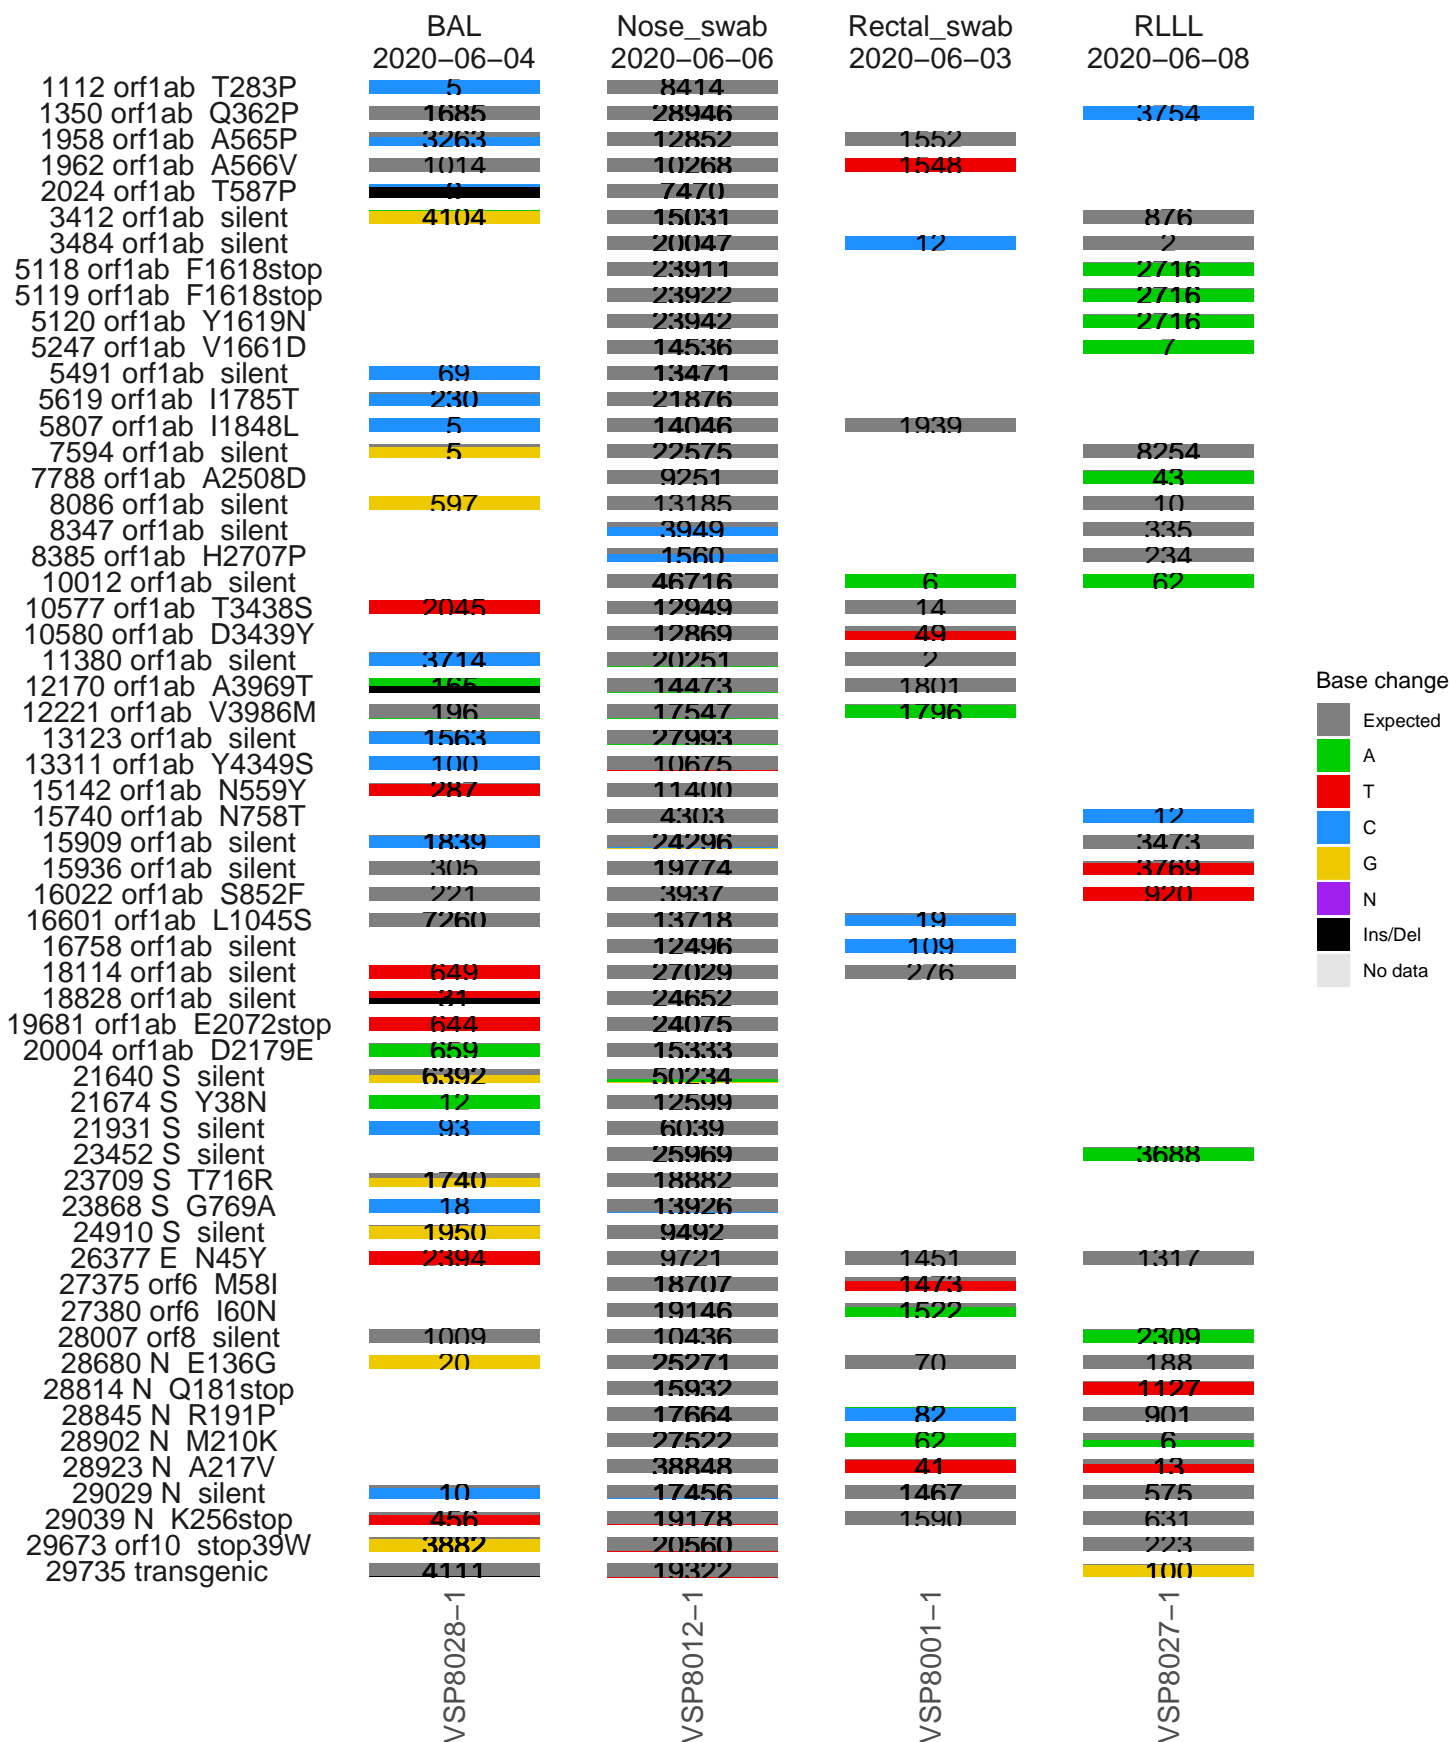 BAL Nose_swab Rectal_swab RLLL
2020−06−04 2020−06−06 2020−06−03 2020−06−08
1112 orf1ab T283P 5 8414
1350 orf1ab Q362P 1685 28946 3754
1958 orf1ab A565P 3263 12852 1552
1962 orf1ab A566V 1014 10268 1548
2024 orf1ab T587P 7470
3412 orf1ab silent 4104 15031 876
3484 orf1ab silent 20047 12 2
5118 orf1ab F1618stop 23911 2716
5119 orf1ab F1618stop 23922 2716
5120 orf1ab Y1619N 23942 2716
5247 orf1ab V1661D 14536 7
5491 orf1ab silent 69 13471
5619 orf1ab I1785T 230 21876
5807 orf1ab I1848L 5 14046 1939
7594 orf1ab silent 5 22575 8254
7788 orf1ab A2508D 9251 43
8086 orf1ab silent 597 13185 10
8347 orf1ab silent 3949 335
8385 orf1ab H2707P 1560 234
10012 orf1ab silent 46716 6 62
10577 orf1ab T3438S 2045 12949 14
10580 orf1ab D3439Y 12869 49
11380 orf1ab silent 3714 20251 2
12170 orf1ab A3969T 165 14473 1801
12221 orf1ab V3986M 196 17547 1796
13123 orf1ab silent 1563 27993
13311 orf1ab Y4349S 100 10675
15142 orf1ab N559Y 287 11400
15740 orf1ab N758T 4303 12
15909 orf1ab silent 1839 24296 3473
15936 orf1ab silent 305 19774 3769
16022 orf1ab S852F 221 3937 920
16601 orf1ab L1045S 7260 13718 19
16758 orf1ab silent 12496 109
18114 orf1ab silent 649 27029 276
18828 orf1ab silent 31 24652
19681 orf1ab E2072stop 644 24075
20004 orf1ab D2179E 659 15333
21640 S silent 6392 50234
21674 S Y38N 12 12599
21931 S silent 93 6039
23452 S silent 25969 3688
23709 S T716R 1740 18882
23868 S G769A 18 13926
24910 S silent 1950 9492
26377 E N45Y 2394 9721 1451 1317
27375 orf6 M58I 18707 1473
27380 orf6 I60N 19146 1522
28007 orf8 silent 1009 10436 2309
28680 N E136G 20 25271 70 188
28814 N Q181stop 15932 1127
28845 N R191P 17664 82 901
28902 N M210K 27522 62 6
28923 N A217V 38848 41 13
29029 N silent 10 17456 1467 575
29039 N K256stop 456 19178 1590 631
29673 orf10 stop39W 3882 20560 223
29735 transgenic 4111 19322 100
VSP8028−1 VSP8012−1 VSP8001−1 VSP8027−1
Base change
Expected
A
T
C
G
N
Ins/Del
No data